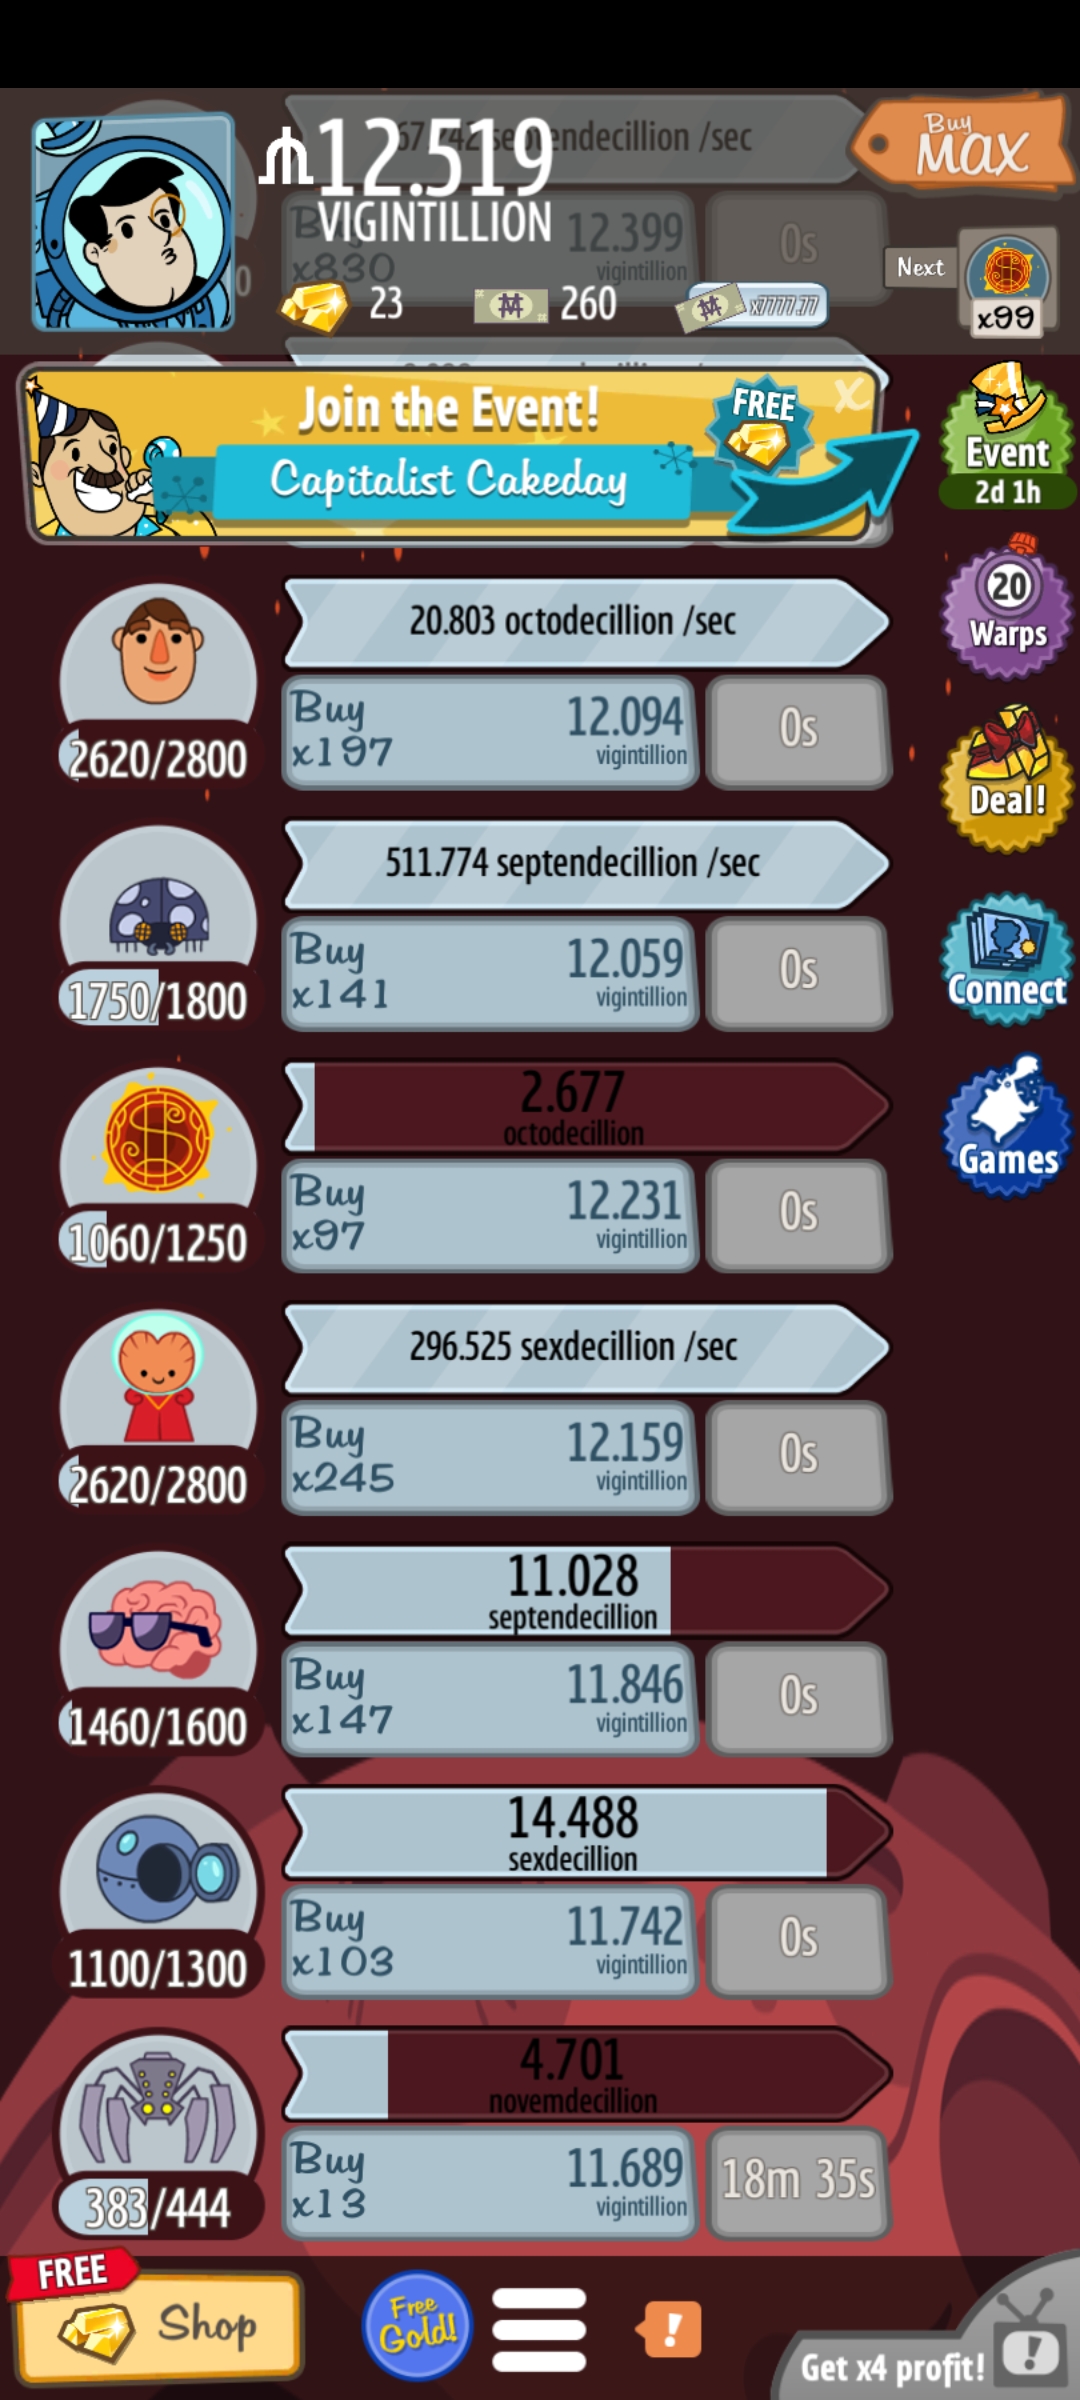 12.519
VIGINTILLION
septendecillion /sec
Buy
MAX
x830
12.399
vigintillion
0s
23
260
x7777.77
Next
x99
Join the Event!
Capitalist Cakeday
FREE
X
Event
2d 1h
20
Warps
Deal!
Connect
Games
20.803 octodecillion /sec
2620/2800
Buy
x197
12.094
vigintillion
0s
511.774 septendecillion /sec
1750/1800
Buy
x141
12.059
vigintillion
0s
2.677
octodecillion
1060/1250
Buy
x97
12.231
vigintillion
0s
296.525 sexdecillion /sec
2620/2800
Buy
x245
12.159
vigintillion
0s
11.028
septendecillion
1460/1600
Buy
x147
11.846
vigintillion
0s
14.488
sexdecillion
1100/1300
Buy
x103
11.742
vigintillion
0s
4.701
novemdecillion
383/444
Buy
x13
11.689
vigintillion
18m 35s
FREE
Shop
Free
Gold!
!
Get x4 profit!
!